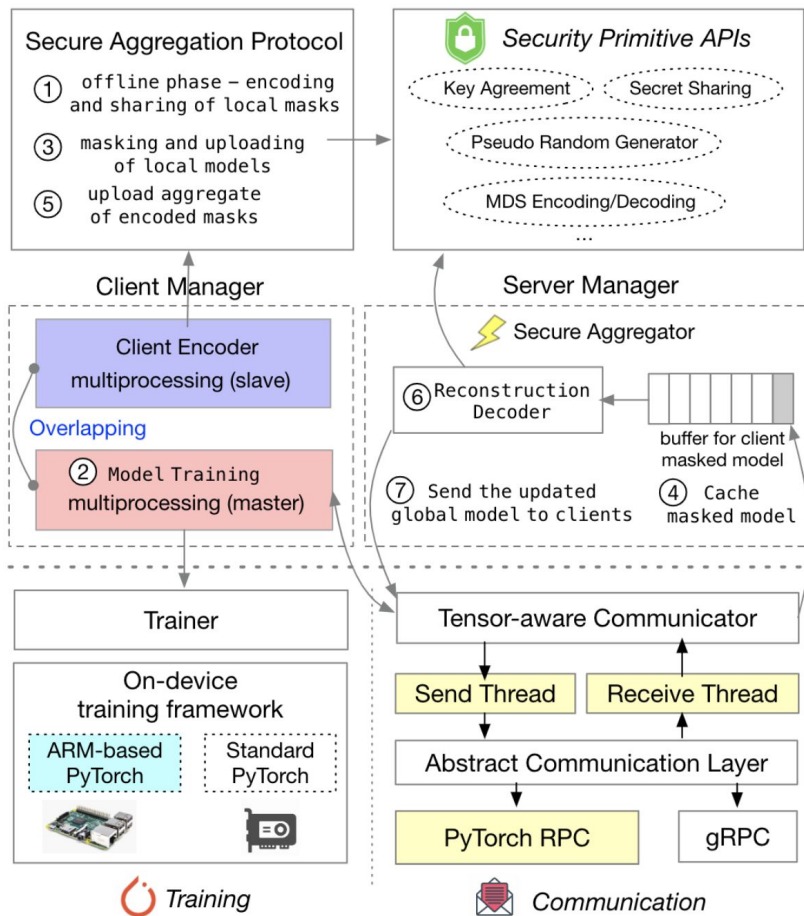 Secure Aggregation Protocol
① offline phase – encoding
and sharing of local masks
③ masking and uploading
of local models
⑤ upload aggregate
of encoded masks
Security Primitive APIs
Key Agreement
Secret Sharing
Pseudo Random Generator
MDS Encoding/Decoding
...
Client Manager
Client Encoder
multiprocessing (slave)
Overlapping
② Model Training
multiprocessing (master)
Server Manager
Secure Aggregator
⑥ Reconstruction
Decoder
buffer for client
masked model
⑦ Send the updated
global model to clients
④ Cache
masked model
Trainer
On-device
training framework
ARM-based
PyTorch
Standard
PyTorch
Training
Tensor-aware Communicator
Send Thread
Receive Thread
Abstract Communication Layer
PyTorch RPC
gRPC
Communication